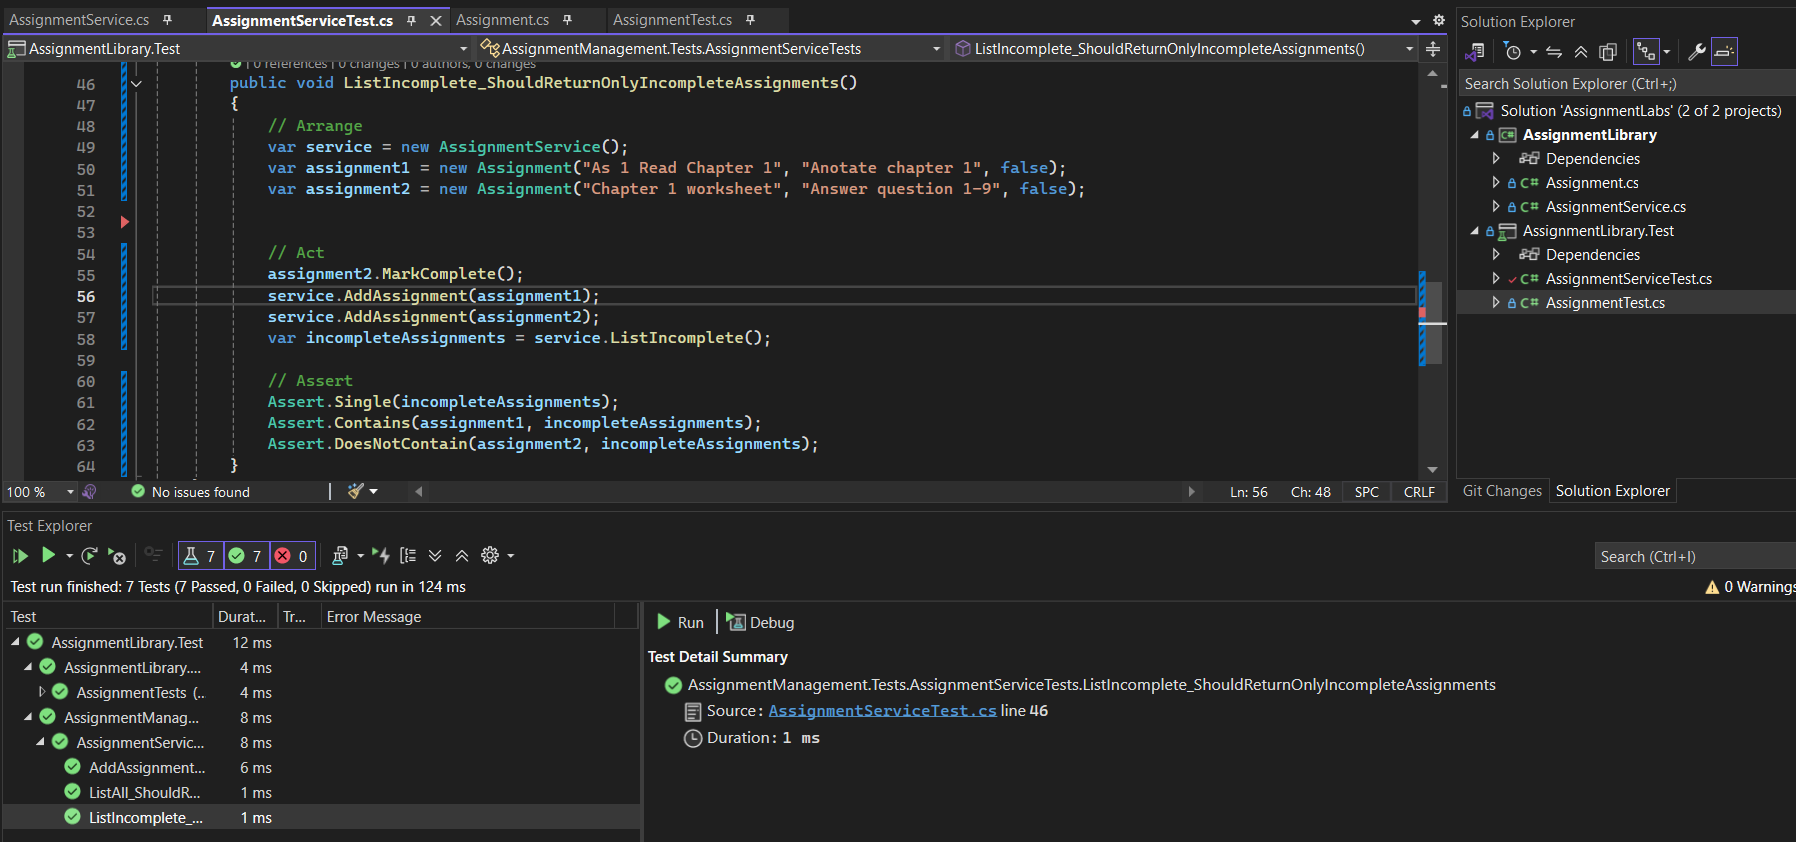 AssignmentService.cs
AssignmentServiceTest.cs
Assignment.cs
AssignmentTest.cs
AssignmentLibrary.Test
AssignmentManagement.Tests.AssignmentServiceTests
ListIncomplete_ShouldReturnOnlyIncompleteAssignments()
| 0 references | 0 changes | 0 authors, 0 changes
46 public void ListIncomplete_ShouldReturnOnlyIncompleteAssignments()
47 {
48 // Arrange
49 var service = new AssignmentService();
50 var assignment1 = new Assignment("As 1 Read Chapter 1", "Anotate chapter 1", false);
51 var assignment2 = new Assignment("Chapter 1 worksheet", "Answer question 1-9", false);
52
53
54 // Act
55 assignment2.MarkComplete();
56 service.AddAssignment(assignment1);
57 service.AddAssignment(assignment2);
58 var incompleteAssignments = service.ListIncomplete();
59
60 // Assert
61 Assert.Single(incompleteAssignments);
62 Assert.Contains(assignment1, incompleteAssignments);
63 Assert.DoesNotContain(assignment2, incompleteAssignments);
64 }
100 %
No issues found
Ln: 56
Ch: 48
SPC
CRLF
Solution Explorer
Search Solution Explorer (Ctrl+;)
Solution 'AssignmentLabs' (2 of 2 projects)
C# AssignmentLibrary
Dependencies
C# Assignment.cs
C# AssignmentService.cs
AssignmentLibrary.Test
Dependencies
C# AssignmentServiceTest.cs
C# AssignmentTest.cs
Git Changes
Solution Explorer
Test Explorer
7
7
0
Search (Ctrl+I)
Test run finished: 7 Tests (7 Passed, 0 Failed, 0 Skipped) run in 124 ms
0 Warnings
Test Durat... Tr... Error Message
AssignmentLibrary.Test 12 ms
AssignmentLibrary.... 4 ms
AssignmentTests (.. 4 ms
AssignmentManag... 8 ms
AssignmentServic... 8 ms
AddAssignment... 6 ms
ListAll_ShouldR... 1 ms
ListIncomplete_... 1 ms
Run
Debug
Test Detail Summary
AssignmentManagement.Tests.AssignmentServiceTests.ListIncomplete_ShouldReturnOnlyIncompleteAssignments
Source: AssignmentServiceTest.cs line 46
Duration: 1 ms